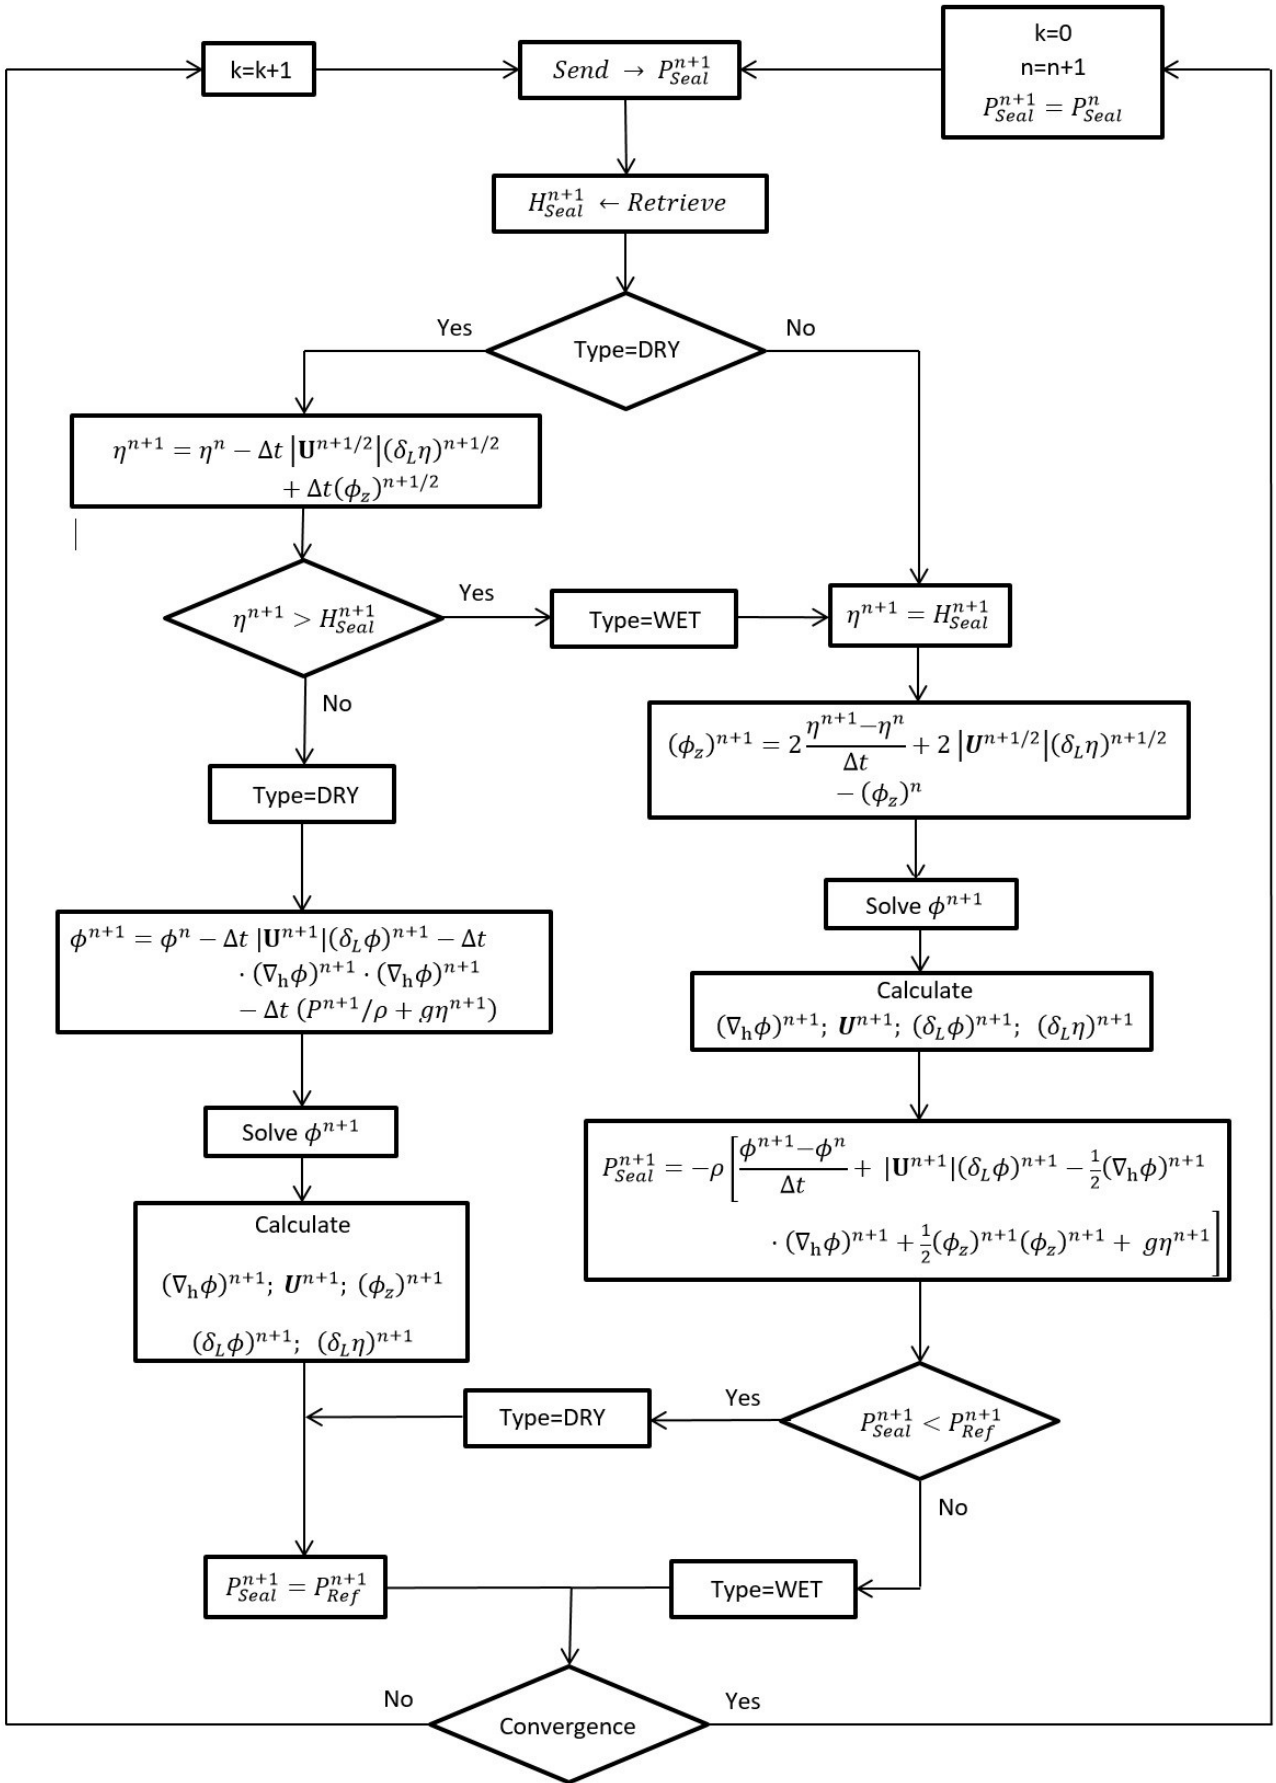 k=k+1
Send → P_{Seal}^{n+1}
k=0
n=n+1
P_{Seal}^{n+1} = P_{Seal}^{n}
H_{Seal}^{n+1} ← Retrieve
Yes
Type=DRY
No
η^{n+1} = η^{n} − Δt |U^{n+1/2}|(δ_L η)^{n+1/2}
+ Δt(ϕ_z)^{n+1/2}
η^{n+1} > H_{Seal}^{n+1}
Yes
Type=WET
η^{n+1} = H_{Seal}^{n+1}
No
(ϕ_z)^{n+1} = 2 \frac{η^{n+1}−η^{n}}{Δt} + 2 |U^{n+1/2}|(δ_L η)^{n+1/2}
− (ϕ_z)^{n}
Type=DRY
Solve ϕ^{n+1}
ϕ^{n+1} = ϕ^{n} − Δt |U^{n+1}|(δ_L ϕ)^{n+1} − Δt
· (∇_h ϕ)^{n+1} · (∇_h ϕ)^{n+1}
− Δt (P^{n+1}/ρ + gη^{n+1})
Calculate
(∇_h ϕ)^{n+1}; U^{n+1}; (δ_L ϕ)^{n+1}; (δ_L η)^{n+1}
Solve ϕ^{n+1}
P_{Seal}^{n+1} = −ρ[\frac{ϕ^{n+1}−ϕ^{n}}{Δt} + |U^{n+1}|(δ_L ϕ)^{n+1} − \frac{1}{2}(∇_h ϕ)^{n+1}
· (∇_h ϕ)^{n+1} + \frac{1}{2}(ϕ_z)^{n+1}(ϕ_z)^{n+1} + gη^{n+1}]
Calculate
(∇_h ϕ)^{n+1}; U^{n+1}; (ϕ_z)^{n+1}
(δ_L ϕ)^{n+1}; (δ_L η)^{n+1}
Type=DRY
Yes
P_{Seal}^{n+1} < P_{Ref}^{n+1}
No
P_{Seal}^{n+1} = P_{Ref}^{n+1}
Type=WET
No
Convergence
Yes